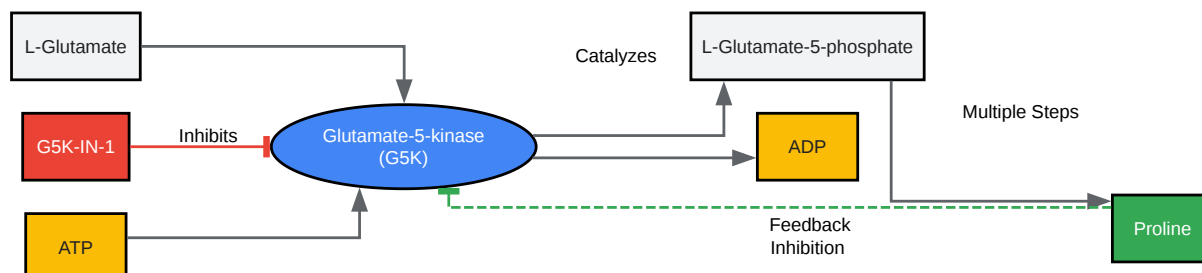 L-Glutamate
Catalyzes
L-Glutamate-5-phosphate
G5K-IN-1
Inhibits
Glutamate-5-kinase
(G5K)
Multiple Steps
ADP
ATP
Feedback
Inhibition
Proline